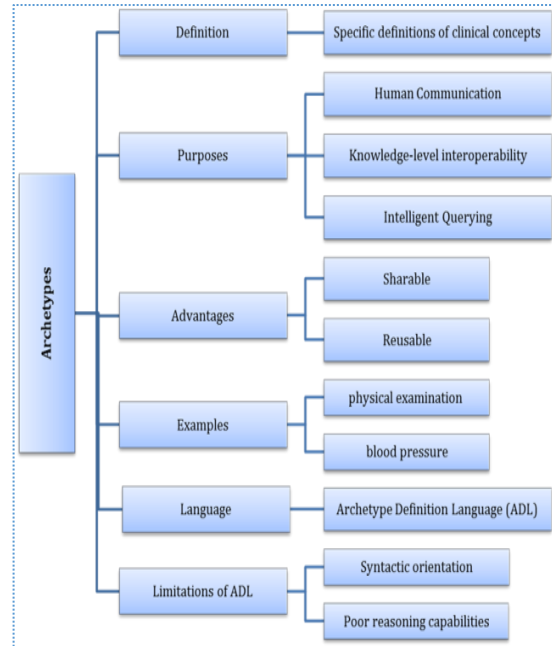 Archetypes
Definition
Specific definitions of clinical concepts
Purposes
Human Communication
Knowledge-level interoperability
Intelligent Querying
Advantages
Sharable
Reusable
Examples
physical examination
blood pressure
Language
Archetype Definition Language (ADL)
Limitations of ADL
Syntactic orientation
Poor reasoning capabilities